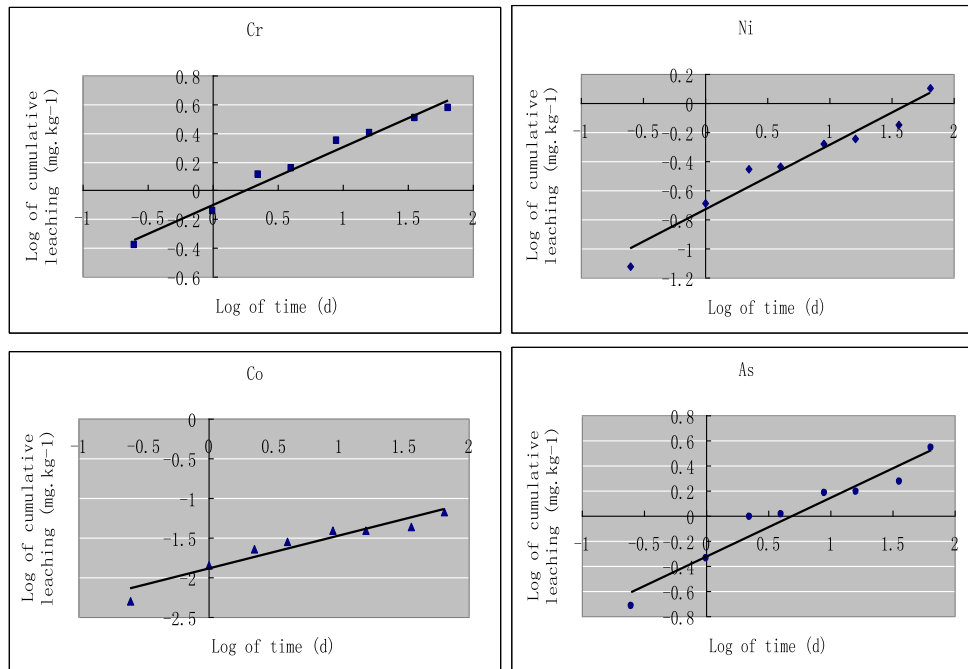 Cr
Log of cumulative
leaching (mg.kg-1)
0.8
0.6
0.4
0.2
0
-0.2
-0.4
-0.6
-1 -0.5 0 0.5 1 1.5 2
Log of time (d)
Ni
Log of cumulative
leaching (mg.kg-1)
0.2
0
-0.2
-0.4
-0.6
-0.8
-1
-1.2
-1 -0.5 0 0.5 1 1.5 2
Log of time (d)
Co
Log of cumulative
leaching (mg.kg-1)
0
-0.5
-1
-1.5
-2
-2.5
-1 -0.5 0 0.5 1 1.5 2
Log of time (d)
As
Log of cumulative
leaching (mg.kg-1)
0.8
0.6
0.4
0.2
0
-0.2
-0.4
-0.6
-0.8
-1 -0.5 0 0.5 1 1.5 2
Log of time (d)